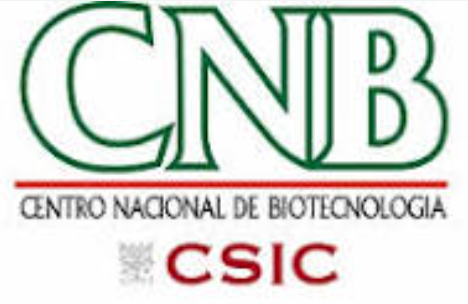 CNB
CENTRO NACIONAL DE BIOTECNOLOGIA
CSIC